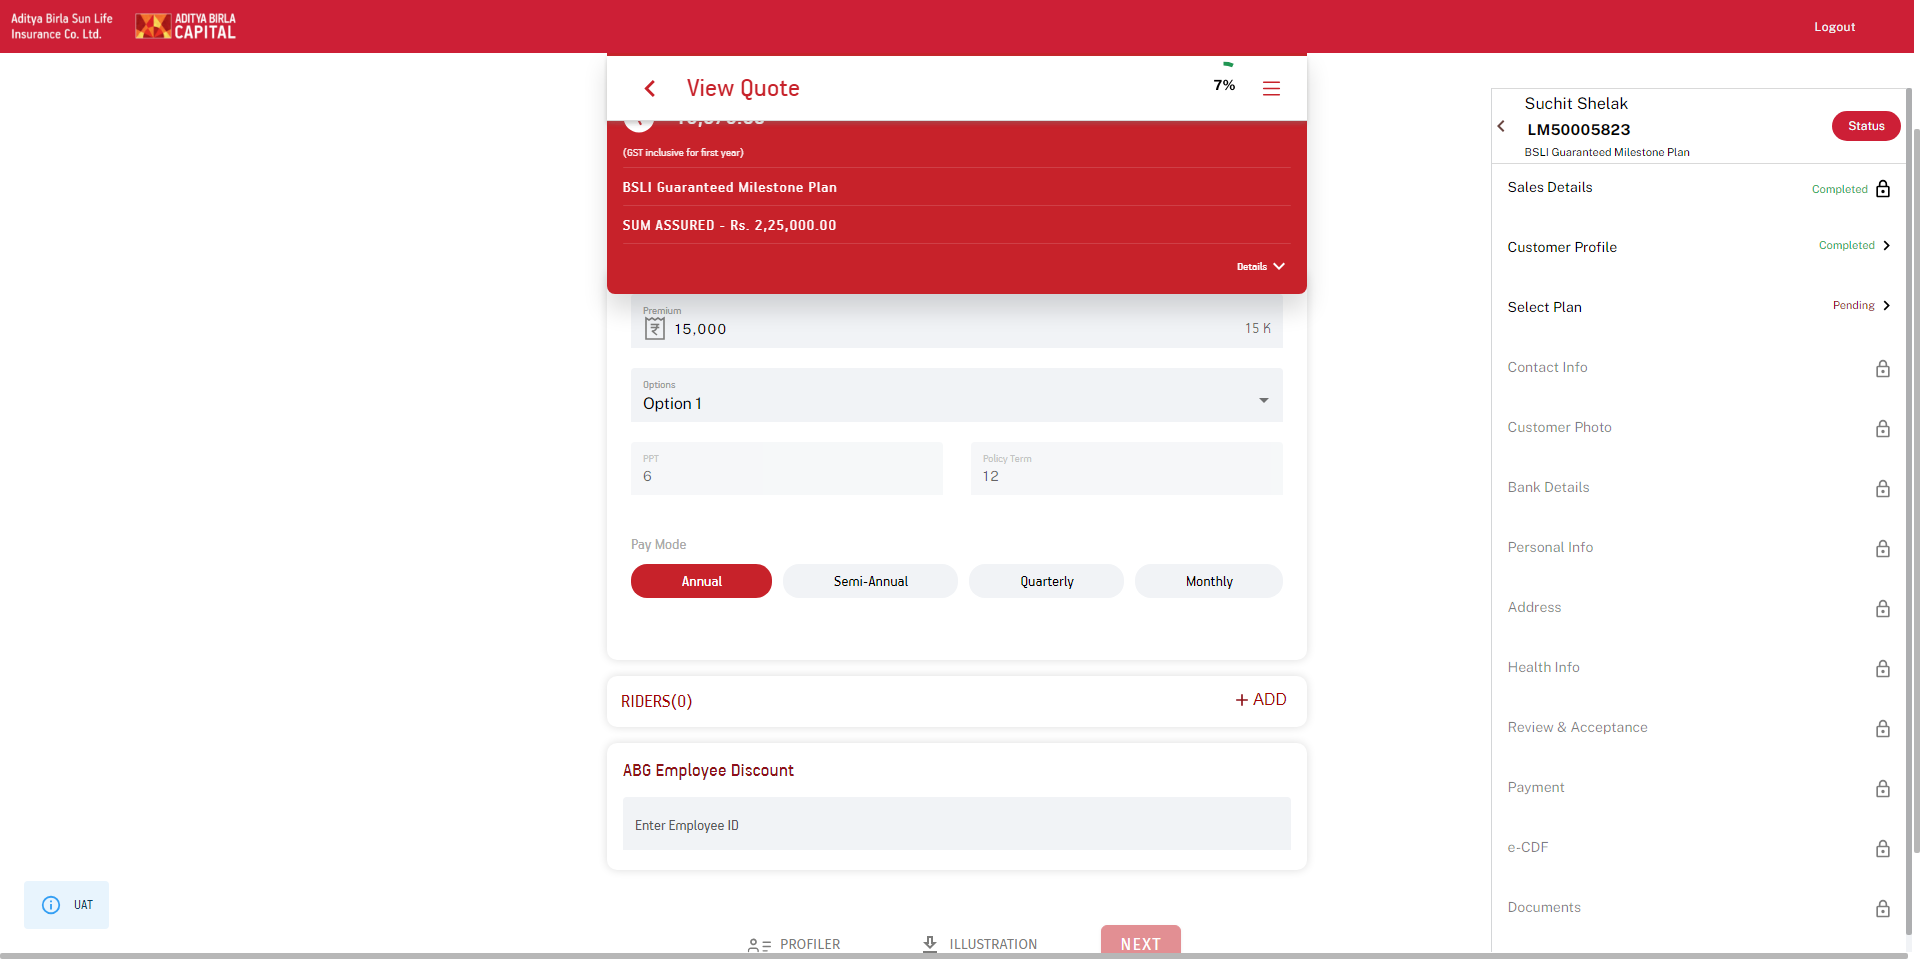 Aditya Birla Sun Life
Insurance Co. Ltd.
ADITYA BIRLA
CAPITAL
Logout
View Quote
7%
(GST inclusive for first year)
BSLI Guaranteed Milestone Plan
SUM ASSURED - Rs. 2,25,000.00
Details
Premium
15,000
15 K
Options
Option 1
PPT
6
Policy Term
12
Pay Mode
Annual
Semi-Annual
Quarterly
Monthly
RIDERS(0)
+ ADD
ABG Employee Discount
Enter Employee ID
UAT
PROFILER
ILLUSTRATION
NEXT
Suchit Shelak
LM50005823
BSLI Guaranteed Milestone Plan
Status
Sales Details
Completed
Customer Profile
Completed
Select Plan
Pending
Contact Info
Customer Photo
Bank Details
Personal Info
Address
Health Info
Review & Acceptance
Payment
e-CDF
Documents